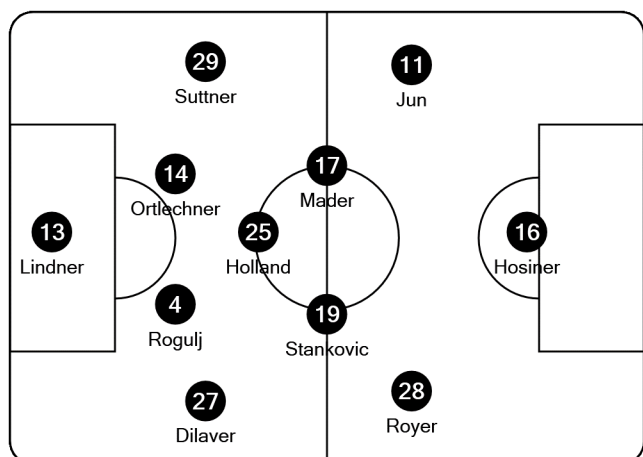 29
Suttner
11
Jun
14
Ortlechner
17
Mader
13
Lindner
25
Holland
16
Hosiner
4
Rogulj
19
Stankovic
27
Dilaver
28
Royer